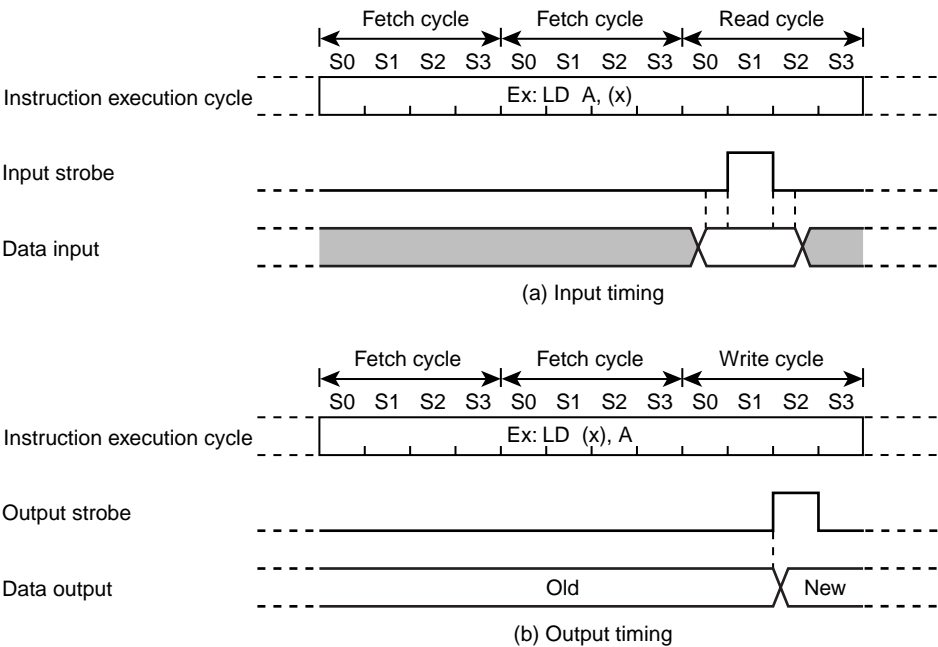 Fetch cycle Fetch cycle Read cycle
S0 S1 S2 S3 S0 S1 S2 S3 S0 S1 S2 S3
Instruction execution cycle Ex: LD A, (x)
Input strobe
Data input
(a) Input timing
Fetch cycle Fetch cycle Write cycle
S0 S1 S2 S3 S0 S1 S2 S3 S0 S1 S2 S3
Instruction execution cycle Ex: LD (x), A
Output strobe
Data output Old New
(b) Output timing